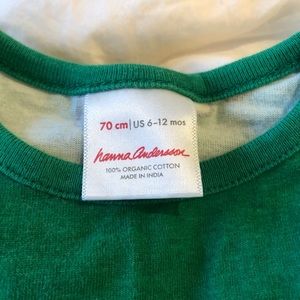 70 cm | US 6-12 mos
hanna Andersson
100% ORGANIC COTTON
MADE IN INDIA